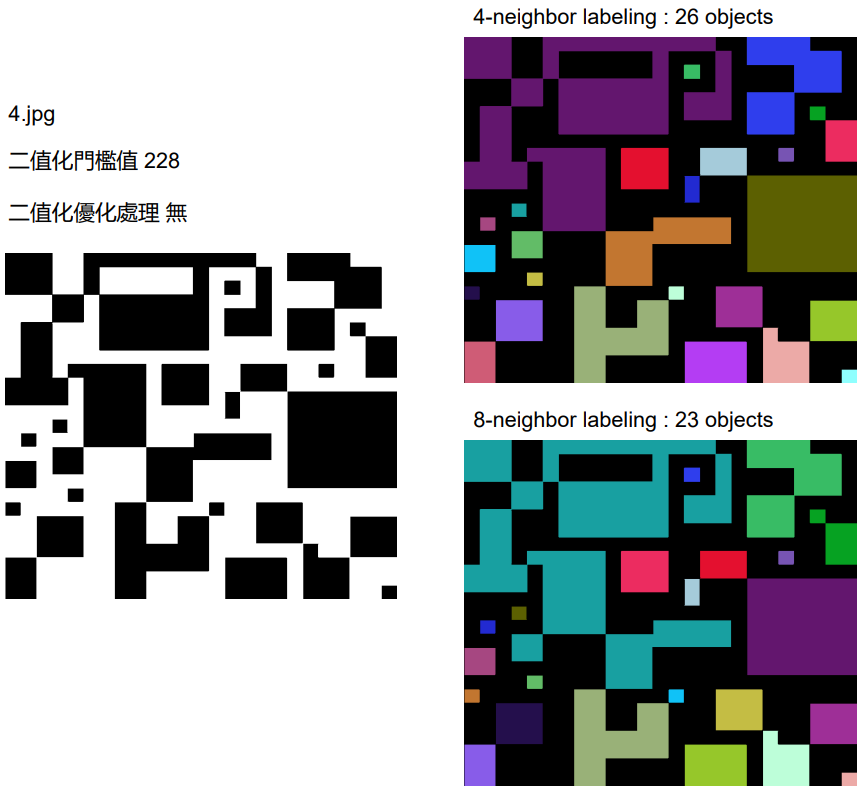 4-neighbor labeling : 26 objects
4.jpg
二值化門檻值 228
二值化優化處理 無
8-neighbor labeling : 23 objects